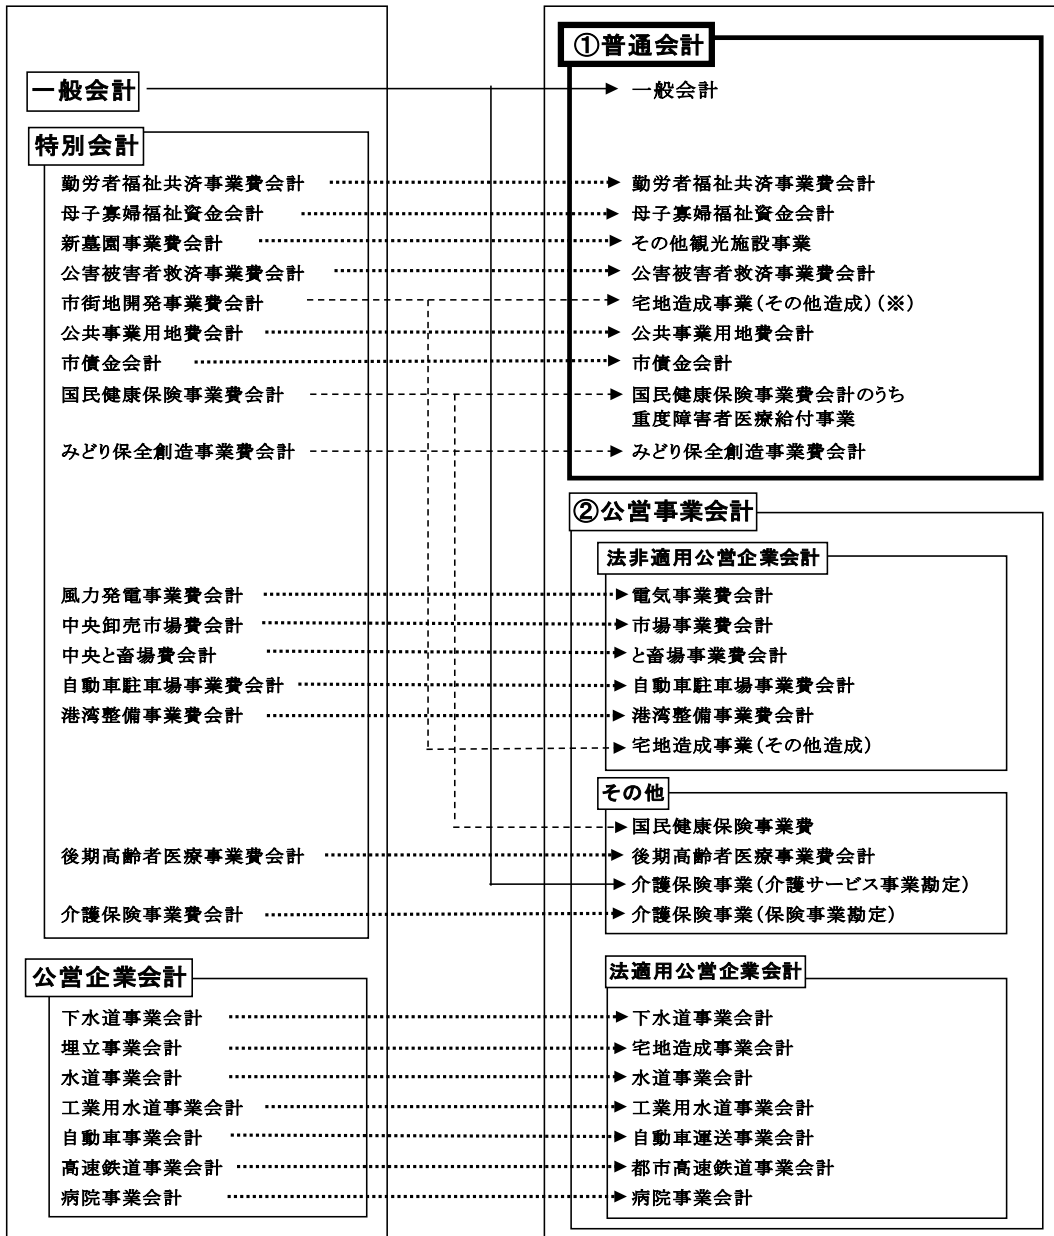 一般会計
特別会計
勤労者福祉共済事業費会計
母子寡婦福祉資金会計
新墓園事業費会計
公害被害者救済事業費会計
市街地開発事業費会計
公共事業用地費会計
市債金会計
国民健康保険事業費会計
みどり保全創造事業費会計
風力発電事業費会計
中央卸売市場費会計
中央と畜場費会計
自動車駐車場事業費会計
港湾整備事業費会計
後期高齢者医療事業費会計
介護保険事業費会計
公営企業会計
下水道事業会計
埋立事業会計
水道事業会計
工業用水道事業会計
自動車事業会計
高速鉄道事業会計
病院事業会計
①普通会計
一般会計
勤労者福祉共済事業費会計
母子寡婦福祉資金会計
その他観光施設事業
公害被害者救済事業費会計
宅地造成事業(その他造成)(※)
公共事業用地費会計
市債金会計
国民健康保険事業費会計のうち
重度障害者医療給付事業
みどり保全創造事業費会計
②公営事業会計
法非適用公営企業会計
電気事業費会計
市場事業費会計
と畜場事業費会計
自動車駐車場事業費会計
港湾整備事業費会計
宅地造成事業(その他造成)
その他
国民健康保険事業費
後期高齢者医療事業費会計
介護保険事業(介護サービス事業勘定)
介護保険事業(保険事業勘定)
法適用公営企業会計
下水道事業会計
宅地造成事業会計
水道事業会計
工業用水道事業会計
自動車運送事業会計
都市高速鉄道事業会計
病院事業会計